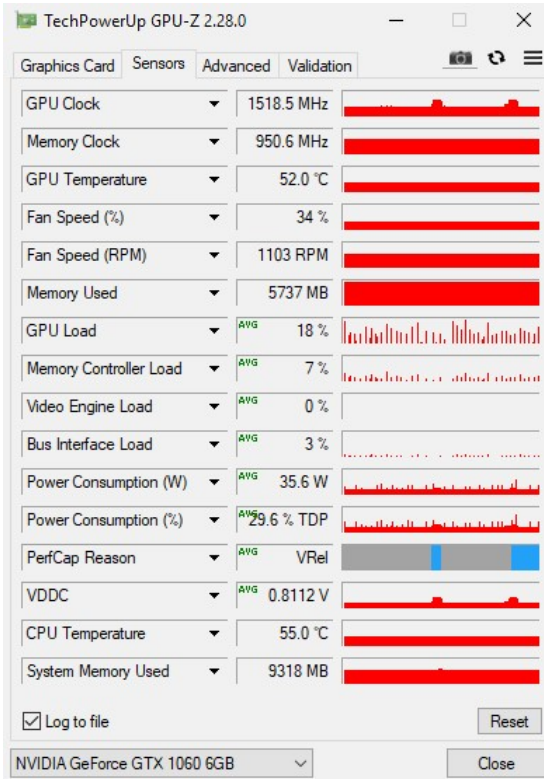 TechPowerUp GPU-Z 2.28.0
Graphics Card Sensors Advanced Validation
GPU Clock 1518.5 MHz
Memory Clock 950.6 MHz
GPU Temperature 52.0 °C
Fan Speed (%) 34 %
Fan Speed (RPM) 1103 RPM
Memory Used 5737 MB
GPU Load AVG 18 %
Memory Controller Load AVG 7 %
Video Engine Load AVG 0 %
Bus Interface Load AVG 3 %
Power Consumption (W) AVG 35.6 W
Power Consumption (%) AVG 29.6 % TDP
PerfCap Reason AVG VRel
VDDC AVG 0.8112 V
CPU Temperature 55.0 °C
System Memory Used 9318 MB
Log to file Reset
NVIDIA GeForce GTX 1060 6GB Close